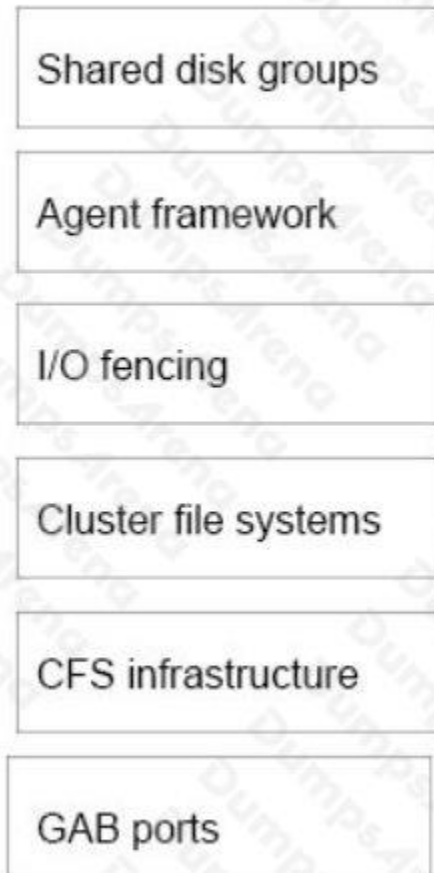 Shared disk groups
Agent framework
I/O fencing
Cluster file systems
CFS infrastructure
GAB ports